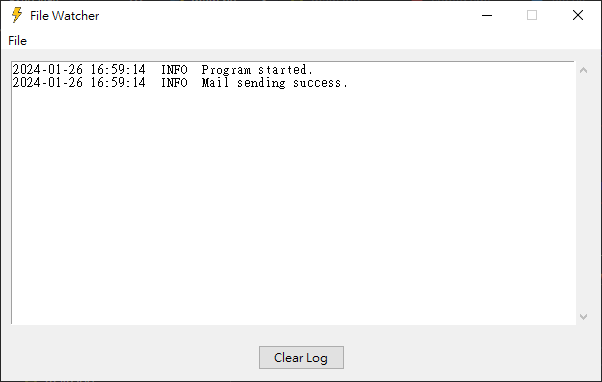 File Watcher
File
2024-01-26 16:59:14  INFO  Program started.
2024-01-26 16:59:14  INFO  Mail sending success.
Clear Log